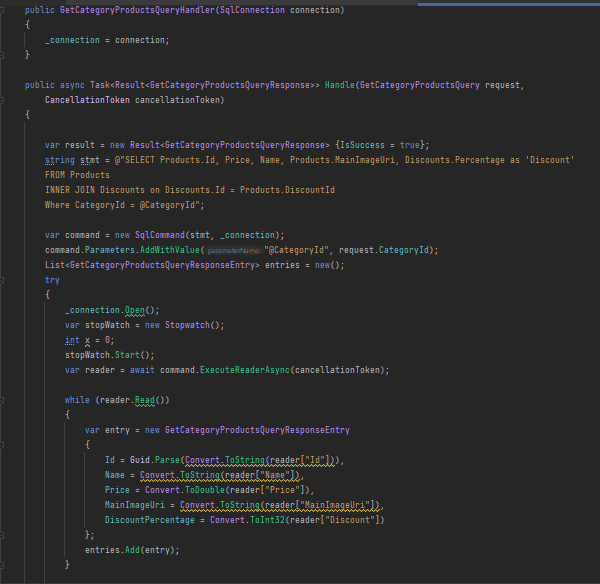 public GetCategoryProductsQueryHandler(SqlConnection connection)
{
_connection = connection;
}
public async Task<Result<GetCategoryProductsQueryResponse>> Handle(GetCategoryProductsQuery request,
CancellationToken cancellationToken)
{
var result = new Result<GetCategoryProductsQueryResponse> {IsSuccess = true};
string stmt = @"SELECT Products.Id, Price, Name, Products.MainImageUri, Discounts.Percentage as 'Discount'
FROM Products
INNER JOIN Discounts on Discounts.Id = Products.DiscountId
Where CategoryId = @CategoryId";
var command = new SqlCommand(stmt, _connection);
command.Parameters.AddWithValue( parameterName: "@CategoryId", request.CategoryId);
List<GetCategoryProductsQueryResponseEntry> entries = new();
try
{
_connection.Open();
var stopWatch = new Stopwatch();
int x = 0;
stopWatch.Start();
var reader = await command.ExecuteReaderAsync(cancellationToken);
while (reader.Read())
{
var entry = new GetCategoryProductsQueryResponseEntry
{
Id = Guid.Parse(Convert.ToString(reader["Id"])),
Name = Convert.ToString(reader["Name"]),
Price = Convert.ToDouble(reader["Price"]),
MainImageUri = Convert.ToString(reader["MainImageUri"]),
DiscountPercentage = Convert.ToInt32(reader["Discount"])
};
entries.Add(entry);
}